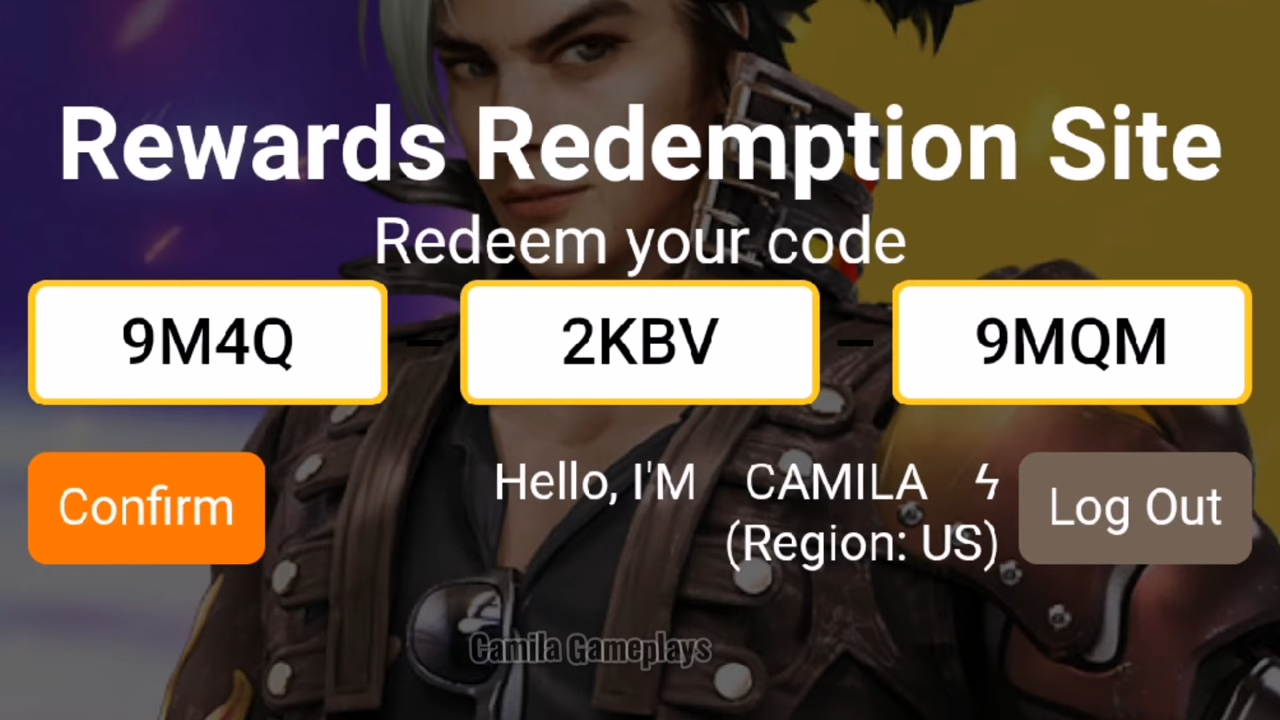 Rewards Redemption Site
Redeem your code
9M4Q – 2KBV – 9MQM
Confirm
Hello, I'M CAMILA ϟ
(Region: US)
Log Out
Camila Gameplays